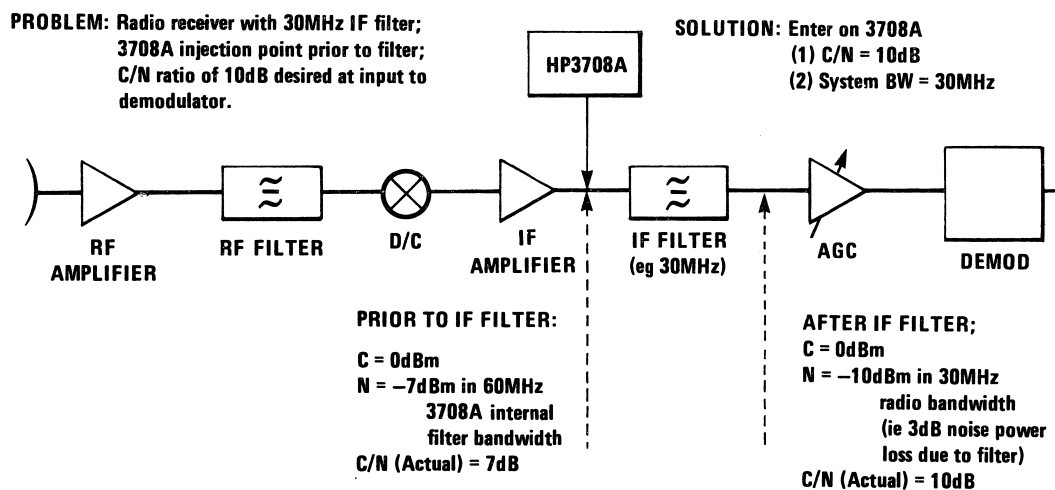 PROBLEM: Radio receiver with 30MHz IF filter;
3708A injection point prior to filter;
C/N ratio of 10dB desired at input to
demodulator.
HP3708A
SOLUTION: Enter on 3708A
(1) C/N = 10dB
(2) System BW = 30MHz
RF
AMPLIFIER
RF FILTER
D/C
IF
AMPLIFIER
IF FILTER
(eg 30MHz)
AGC
DEMOD
PRIOR TO IF FILTER:
C = 0dBm
N = −7dBm in 60MHz
3708A internal
filter bandwidth
C/N (Actual) = 7dB
AFTER IF FILTER;
C = 0dBm
N = −10dBm in 30MHz
radio bandwidth
(ie 3dB noise power
loss due to filter)
C/N (Actual) = 10dB